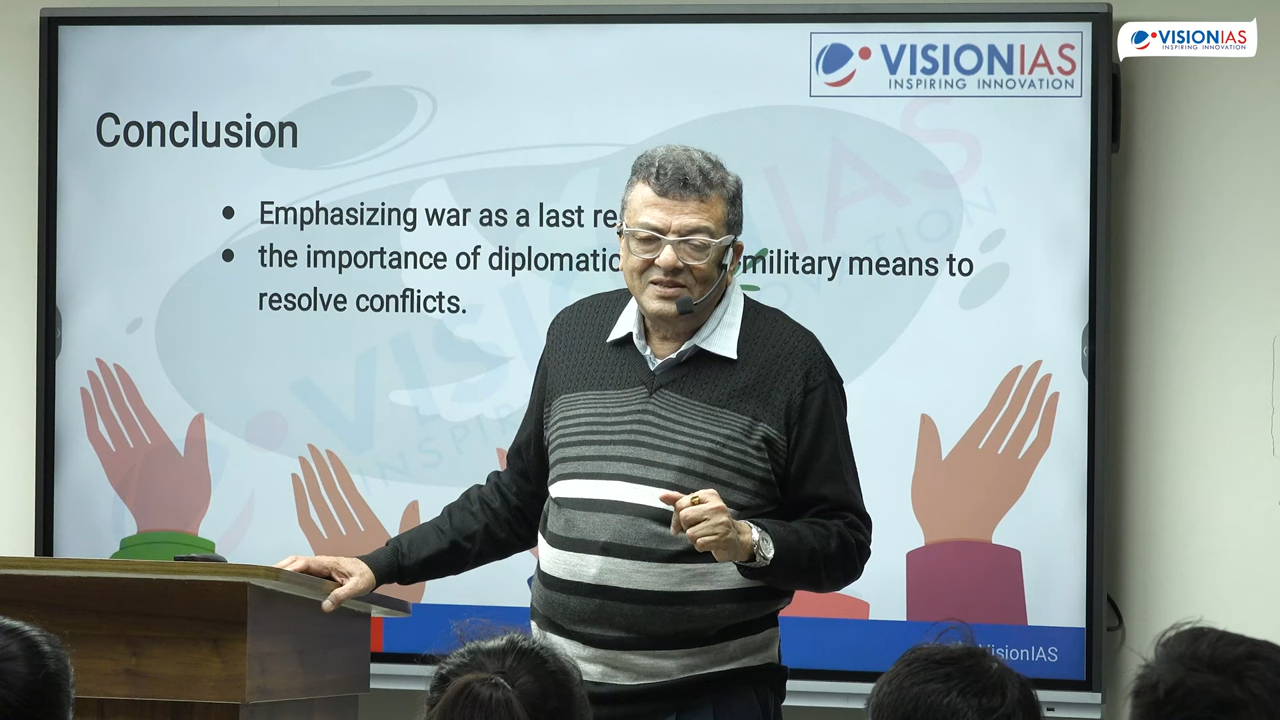 VISIONIAS
INSPIRING INNOVATION
VISIONIAS
INSPIRING INNOVATION
Conclusion
Emphasizing war as a last
the importance of diplomatic military means to
resolve conflicts.
VISIONIAS
VisionIAS